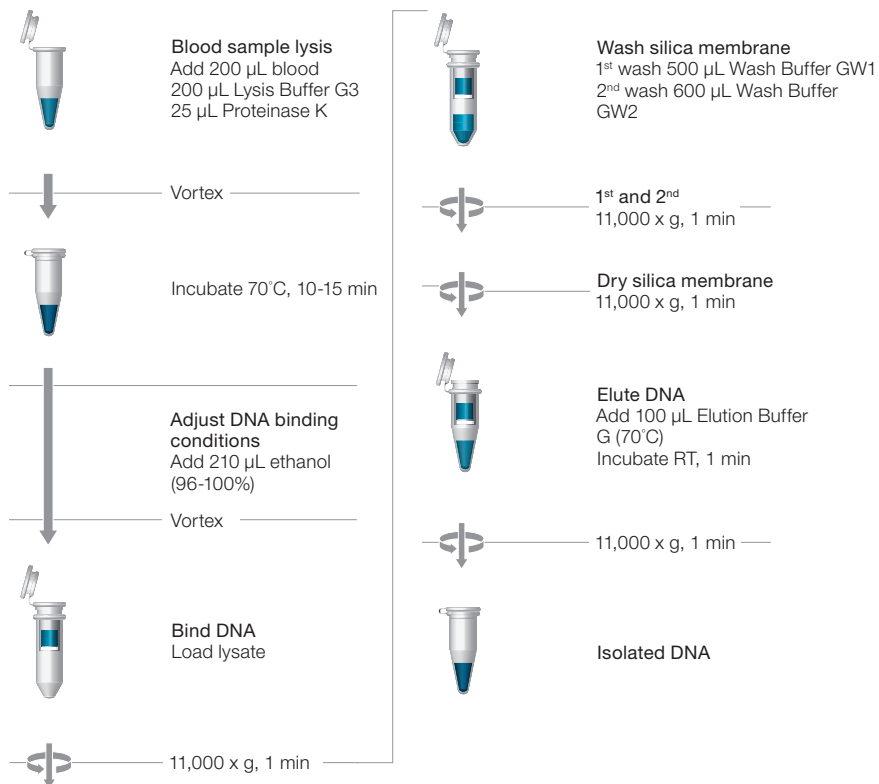 Blood sample lysis
Add 200 µL blood
200 µL Lysis Buffer G3
25 µL Proteinase K
Vortex
Incubate 70°C, 10-15 min
Adjust DNA binding
conditions
Add 210 µL ethanol
(96-100%)
Vortex
Bind DNA
Load lysate
11,000 x g, 1 min
Wash silica membrane
1st wash 500 µL Wash Buffer GW1
2nd wash 600 µL Wash Buffer
GW2
1st and 2nd
11,000 x g, 1 min
Dry silica membrane
11,000 x g, 1 min
Elute DNA
Add 100 µL Elution Buffer
G (70°C)
Incubate RT, 1 min
11,000 x g, 1 min
Isolated DNA